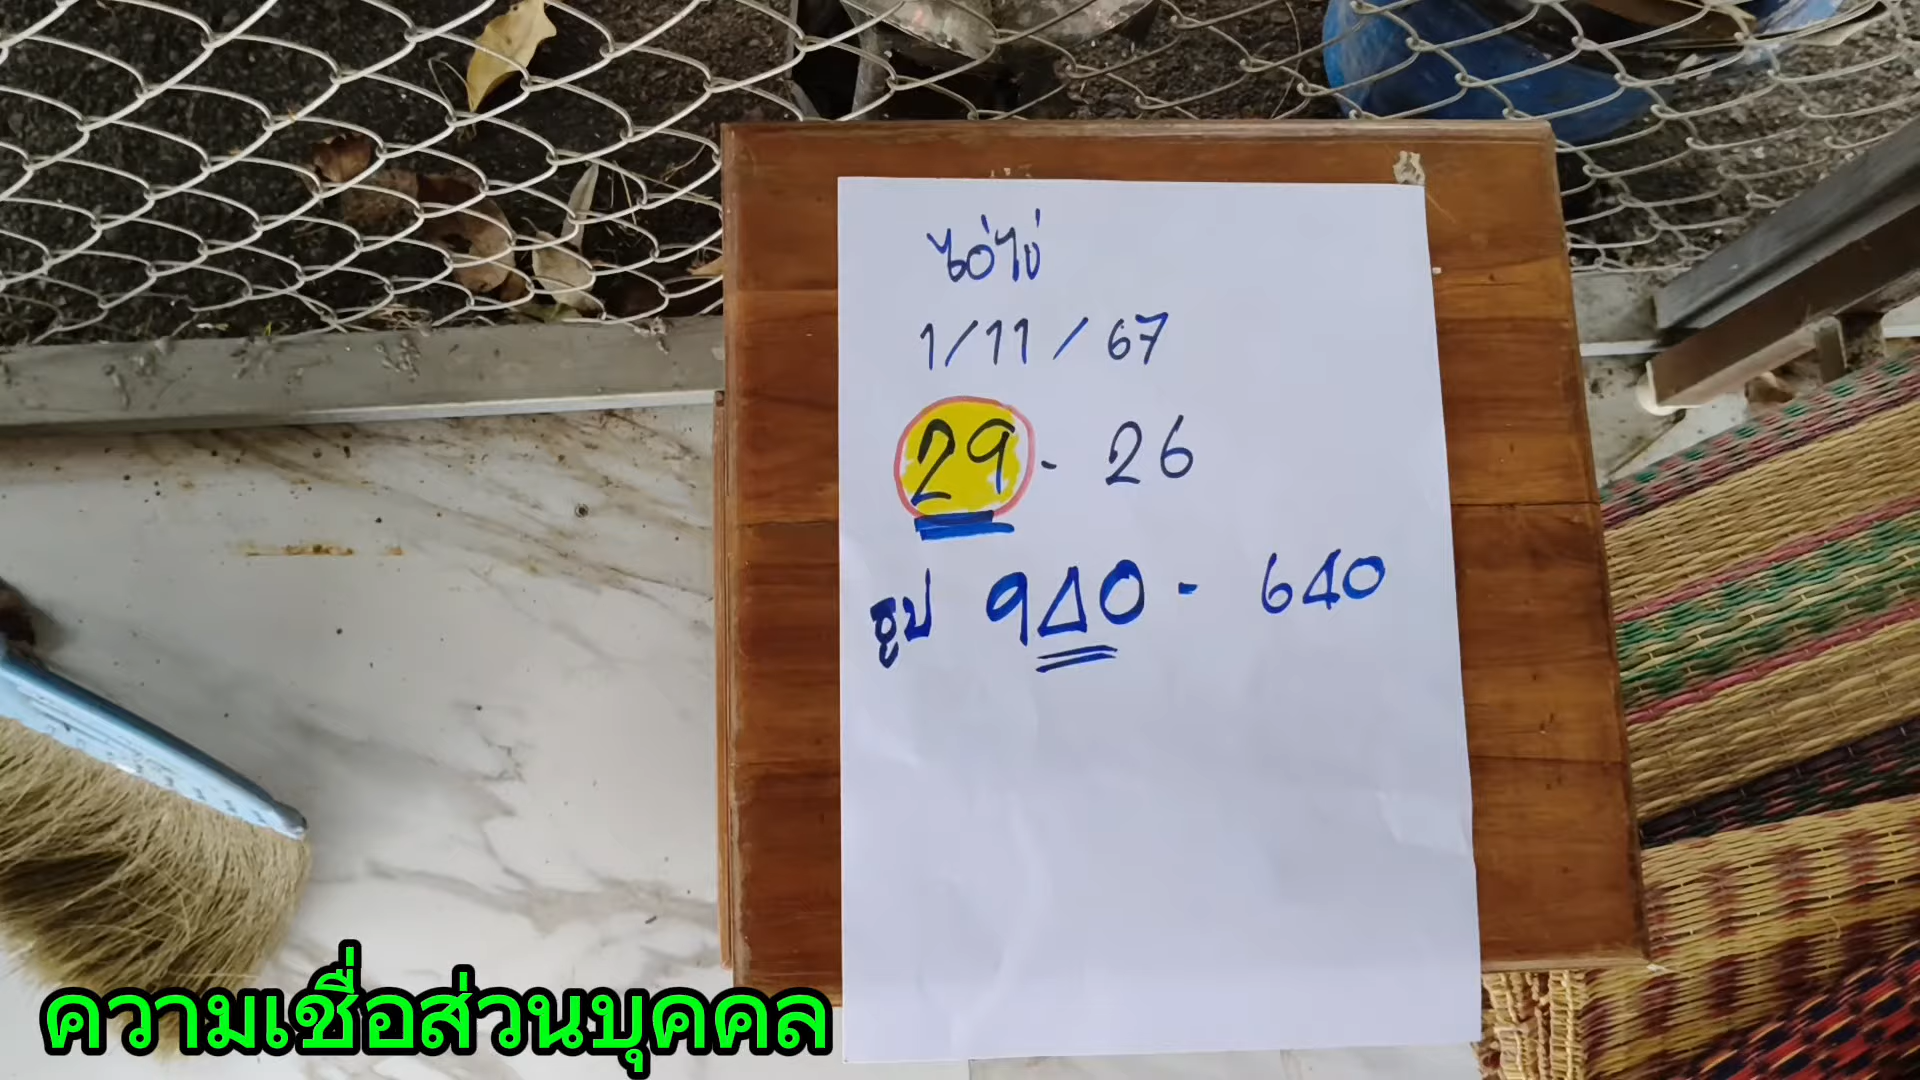 ไอ่ไข่
1/11/67
29 - 26
ธูป 940 - 640
ความเชื่อส่วนบุคคล